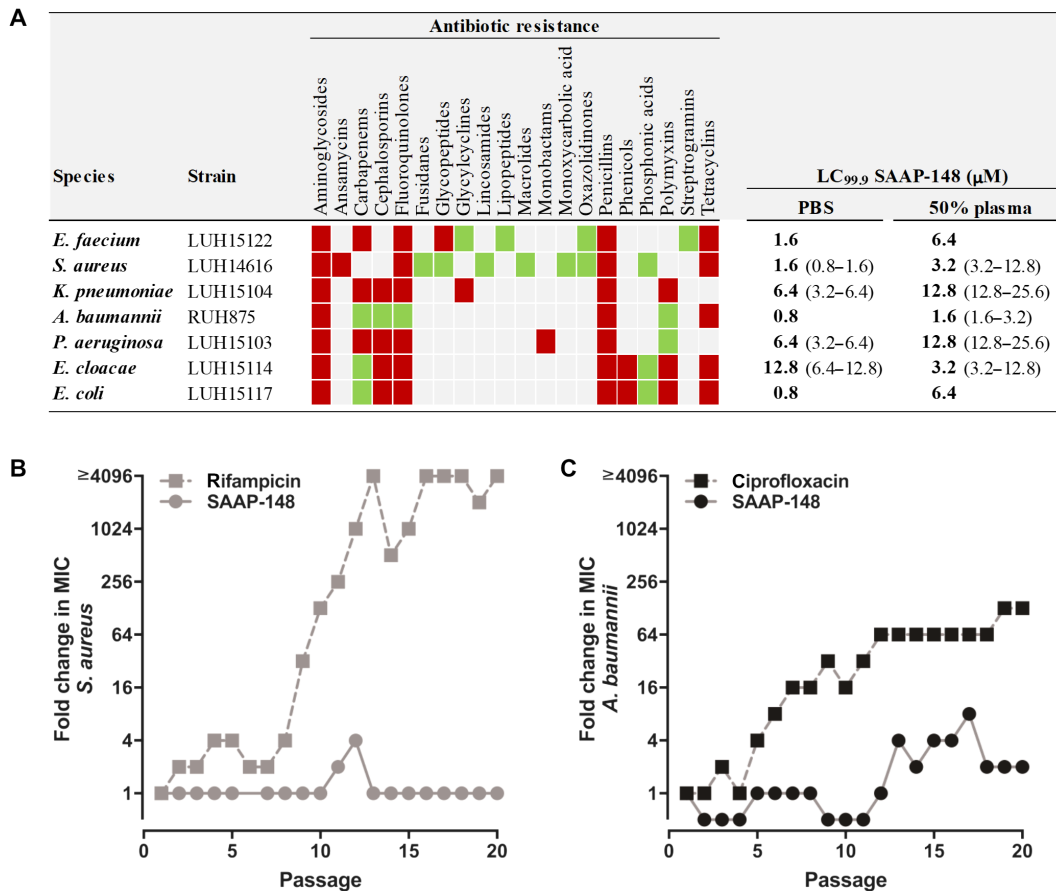 A
Antibiotic resistance
Species
Strain
Aminoglycosides
Ansamycins
Carbapenems
Cephalosporins
Fluoroquinolones
Fusidanes
Glycopeptides
Glycylcyclines
Lincosamides
Lipopeptides
Macrolides
Monobactams
Monoxycarbolic acid
Oxazolidinones
Penicillins
Phenicols
Phosphonic acids
Polymyxins
Streptrogramins
Tetracyclins
LC99.9 SAAP-148 (µM)
PBS 50% plasma
E. faecium LUH15122 1.6 6.4
S. aureus LUH14616 1.6 (0.8–1.6) 3.2 (3.2–12.8)
K. pneumoniae LUH15104 6.4 (3.2–6.4) 12.8 (12.8–25.6)
A. baumannii RUH875 0.8 1.6 (1.6–3.2)
P. aeruginosa LUH15103 6.4 (3.2–6.4) 12.8 (12.8–25.6)
E. cloacae LUH15114 12.8 (6.4–12.8) 3.2 (3.2–12.8)
E. coli LUH15117 0.8 6.4
B
Fold change in MIC
S. aureus
≥4096
1024
256
64
16
4
1
Rifampicin
SAAP-148
0 5 10 15 20
Passage
C
Fold change in MIC
A. baumannii
≥4096
1024
256
64
16
4
1
Ciprofloxacin
SAAP-148
0 5 10 15 20
Passage